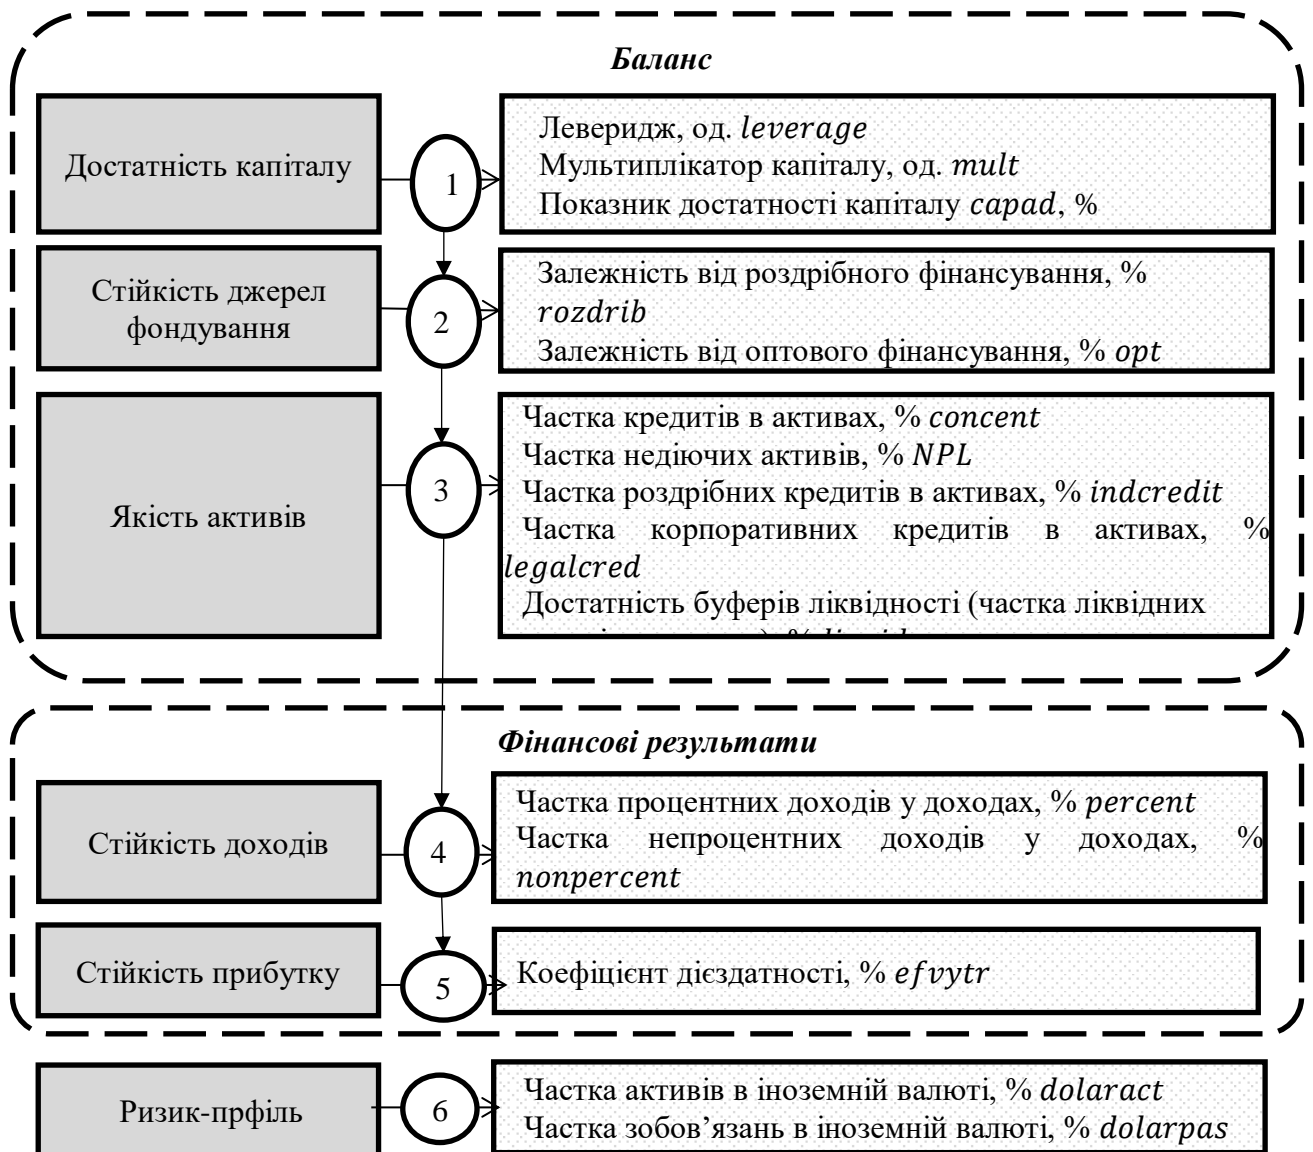 Баланс
Достатність капіталу
1
Леверидж, од. leverage
Мультиплікатор капіталу, од. mult
Показник достатності капіталу capad, %
Стійкість джерел
фондування
2
Залежність від роздрібного фінансування, %
rozdrib
Залежність від оптового фінансування, % opt
Якість активів
3
Частка кредитів в активах, % concent
Частка недіючих активів, % NPL
Частка роздрібних кредитів в активах, % indcredit
Частка корпоративних кредитів в активах, %
legalcred
Достатність буферів ліквідності (частка ліквідних
Фінансові результати
Стійкість доходів
4
Частка процентних доходів у доходах, % percent
Частка непроцентних доходів у доходах, %
nonpercent
Стійкість прибутку
5
Коефіцієнт дієздатності, % efvytr
Ризик-прфіль
6
Частка активів в іноземній валюті, % dolaract
Частка зобов’язань в іноземній валюті, % dolarpas